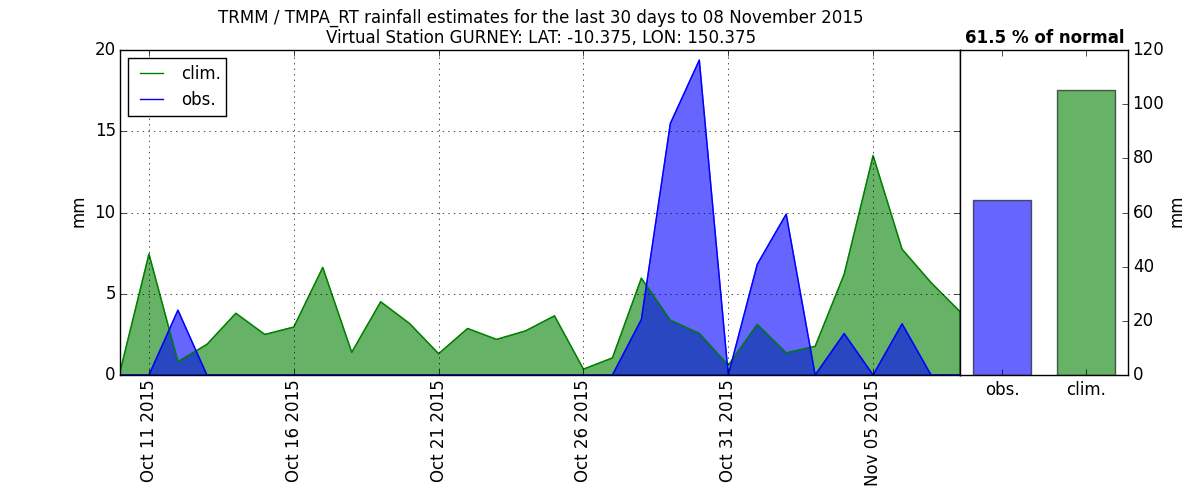 TRMM / TMPA_RT rainfall estimates for the last 30 days to 08 November 2015
Virtual Station GURNEY: LAT: -10.375, LON: 150.375
61.5 % of normal
clim.
obs.
20
15
10
5
0
mm
Oct 11 2015
Oct 16 2015
Oct 21 2015
Oct 26 2015
Oct 31 2015
Nov 05 2015
120
100
80
60
40
20
0
mm
obs.
clim.